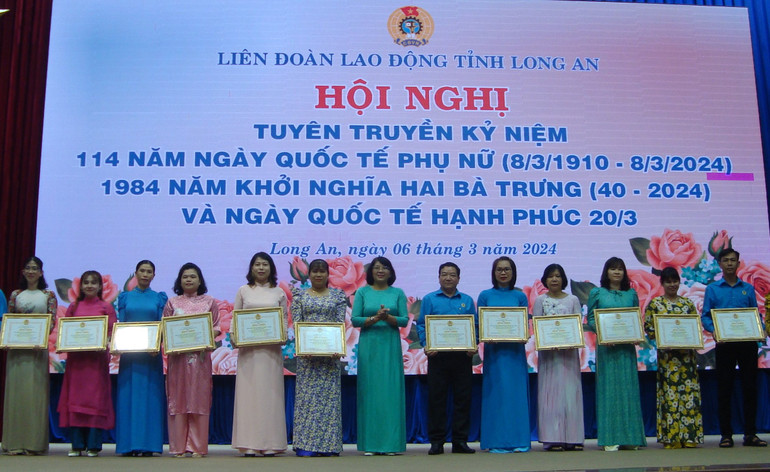 LIÊN ĐOÀN LAO ĐỘNG TỈNH LONG AN
HỘI NGHỊ
TUYÊN TRUYỀN KỶ NIỆM
114 NĂM NGÀY QUỐC TẾ PHỤ NỮ (8/3/1910 - 8/3/2024)
1984 NĂM KHỞI NGHĨA HAI BÀ TRƯNG (40 - 2024)
VÀ NGÀY QUỐC TẾ HẠNH PHÚC 20/3
Long An, ngày 06 tháng 3 năm 2024